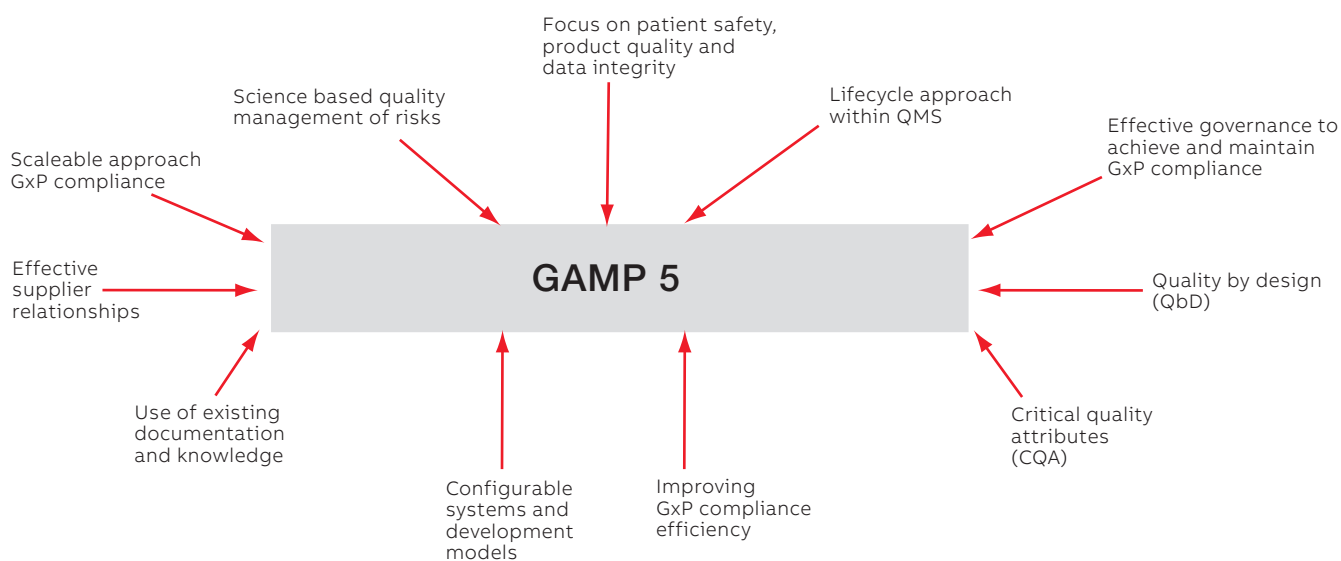 Focus on patient safety,
product quality and
data integrity
Science based quality
management of risks
Lifecycle approach
within QMS
Effective governance to
achieve and maintain
GxP compliance
Scaleable approach
GxP compliance
GAMP 5
Effective
supplier
relationships
Quality by design
(QbD)
Use of existing
documentation
and knowledge
Critical quality
attributes
(CQA)
Configurable
systems and
development
models
Improving
GxP compliance
efficiency